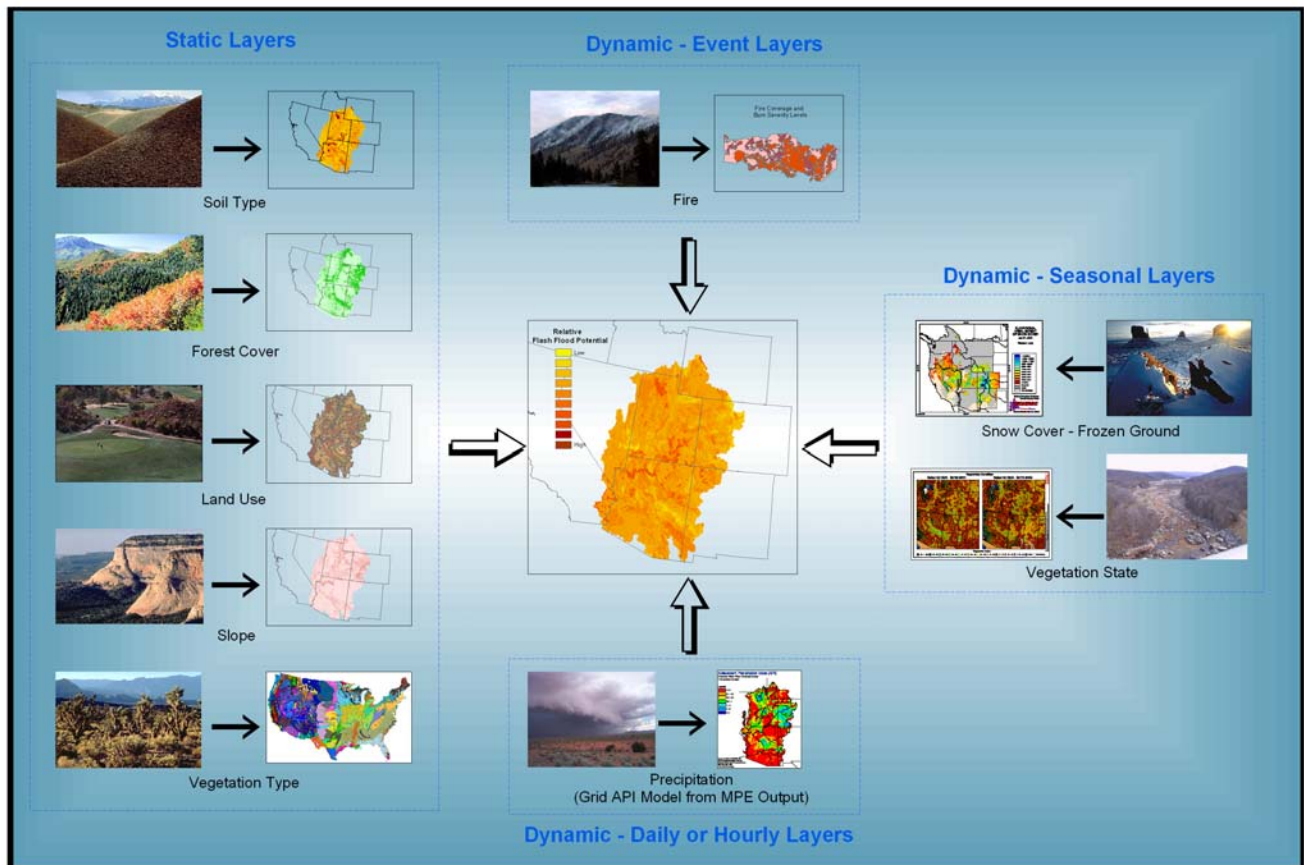 Static Layers
Soil Type
Forest Cover
Land Use
Slope
Vegetation Type
Dynamic - Event Layers
Fire Coverage and
Burn Severity Levels
Fire
Relative
Flash Flood Potential
Low
High
Dynamic - Seasonal Layers
Snow Cover - Frozen Ground
Vegetation State
Precipitation
(Grid API Model from MPE Output)
Dynamic - Daily or Hourly Layers